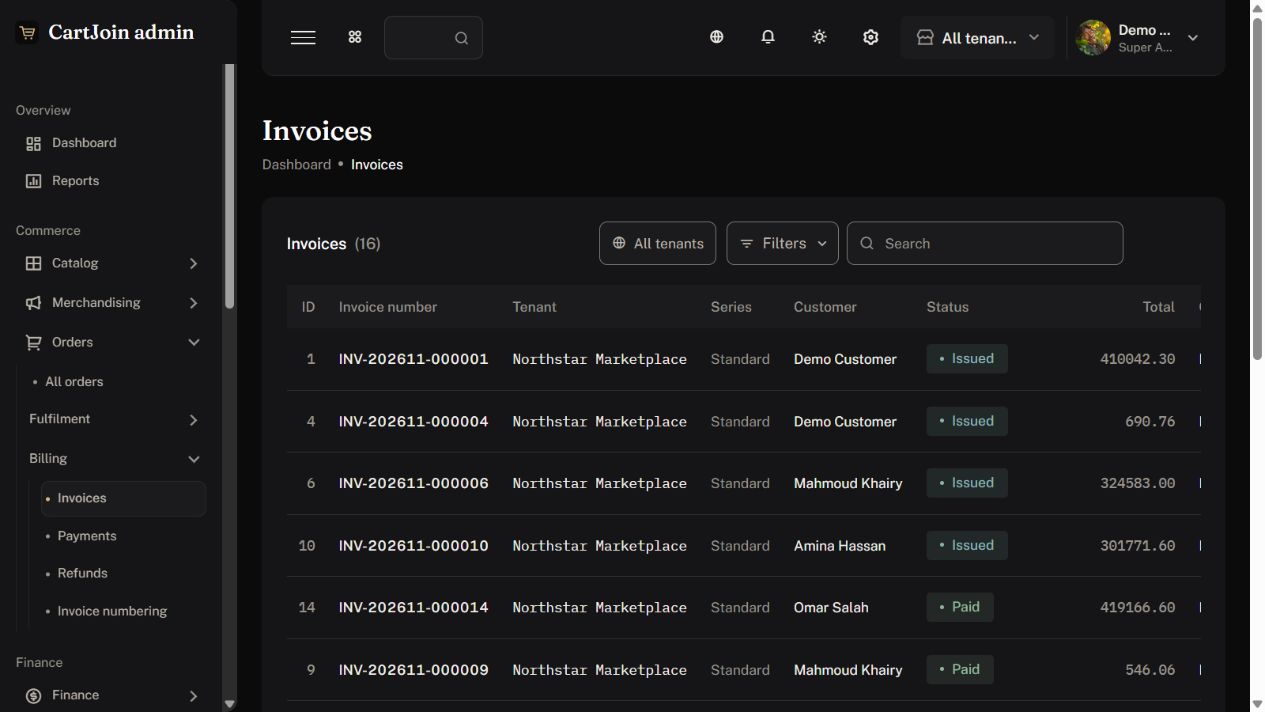 CartJoin admin
All tenan...
Demo ...
Super A...
Overview
Dashboard
Reports
Commerce
Catalog
Merchandising
Orders
All orders
Fulfilment
Billing
Invoices
Payments
Refunds
Invoice numbering
Finance
Finance
Invoices
Dashboard • Invoices
Invoices (16)
All tenants
Filters
Search
ID Invoice number Tenant Series Customer Status Total
1 INV-202611-000001 Northstar Marketplace Standard Demo Customer • Issued 410042.30
4 INV-202611-000004 Northstar Marketplace Standard Demo Customer • Issued 690.76
6 INV-202611-000006 Northstar Marketplace Standard Mahmoud Khairy • Issued 324583.00
10 INV-202611-000010 Northstar Marketplace Standard Amina Hassan • Issued 301771.60
14 INV-202611-000014 Northstar Marketplace Standard Omar Salah • Paid 419166.60
9 INV-202611-000009 Northstar Marketplace Standard Mahmoud Khairy • Paid 546.06